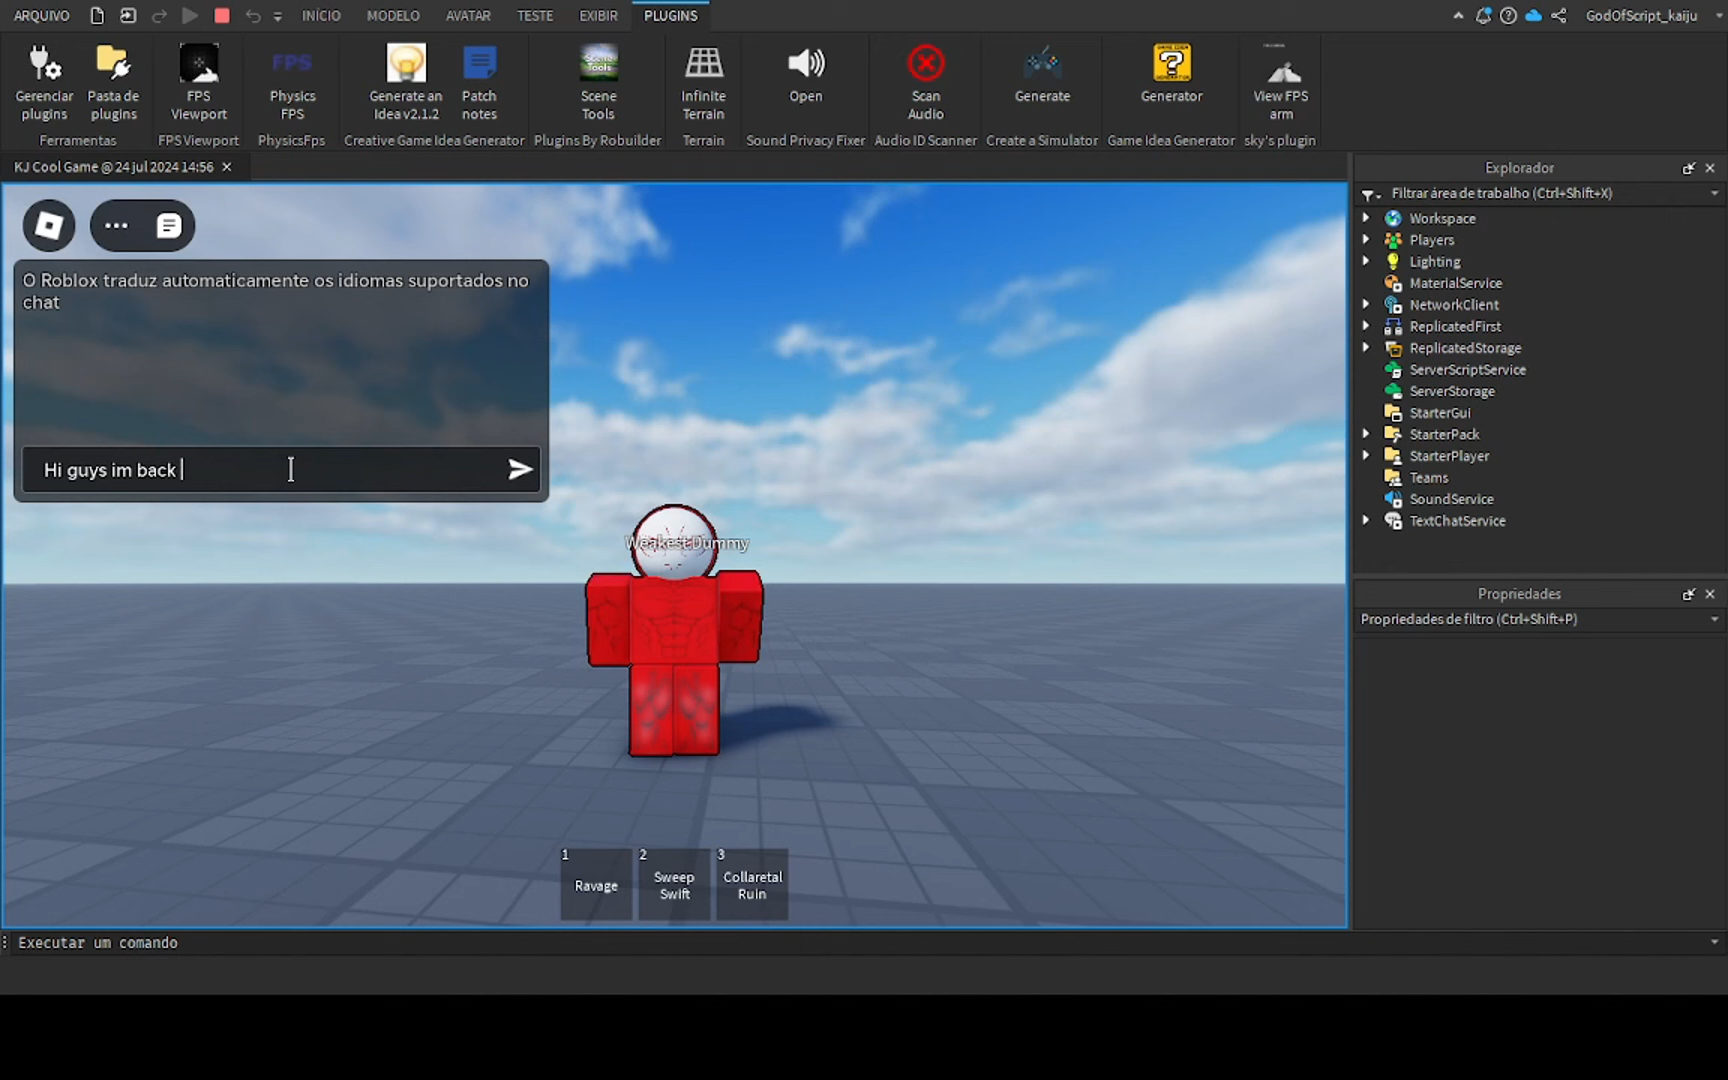 ARQUIVO
INÍCIO
MODELO
AVATAR
TESTE
EXIBIR
PLUGINS
GodOfScript_kaiju
Gerenciar
plugins
Pasta de
plugins
Ferramentas
FPS
Viewport
FPS Viewport
FPS
Physics
FPS
PhysicsFps
Generate an
Idea v2.1.2
Patch
notes
Creative Game Idea Generator
Scene
Tools
Scene
Tools
Plugins By Robuilder
Infinite
Terrain
Terrain
Open
Sound Privacy Fixer
Scan
Audio
Audio ID Scanner
Generate
Create a Simulator
GAME IDEA
GENERATOR
Generator
Game Idea Generator
View FPS
arm
sky's plugin
KJ Cool Game @ 24 jul 2024 14:56
O Roblox traduz automaticamente os idiomas suportados no
chat
Hi guys im back
Weakest Dummy
1
Ravage
2
Sweep
Swift
3
Collaretal
Ruin
Executar um comando
Explorador
Filtrar área de trabalho (Ctrl+Shift+X)
Workspace
Players
Lighting
MaterialService
NetworkClient
ReplicatedFirst
ReplicatedStorage
ServerScriptService
ServerStorage
StarterGui
StarterPack
StarterPlayer
Teams
SoundService
TextChatService
Propriedades
Propriedades de filtro (Ctrl+Shift+P)